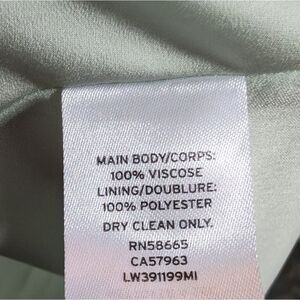 MAIN BODY/CORPS:
100% VISCOSE
LINING/DOUBLURE:
100% POLYESTER
DRY CLEAN ONLY.
RN58665
CA57963
LW391199MI